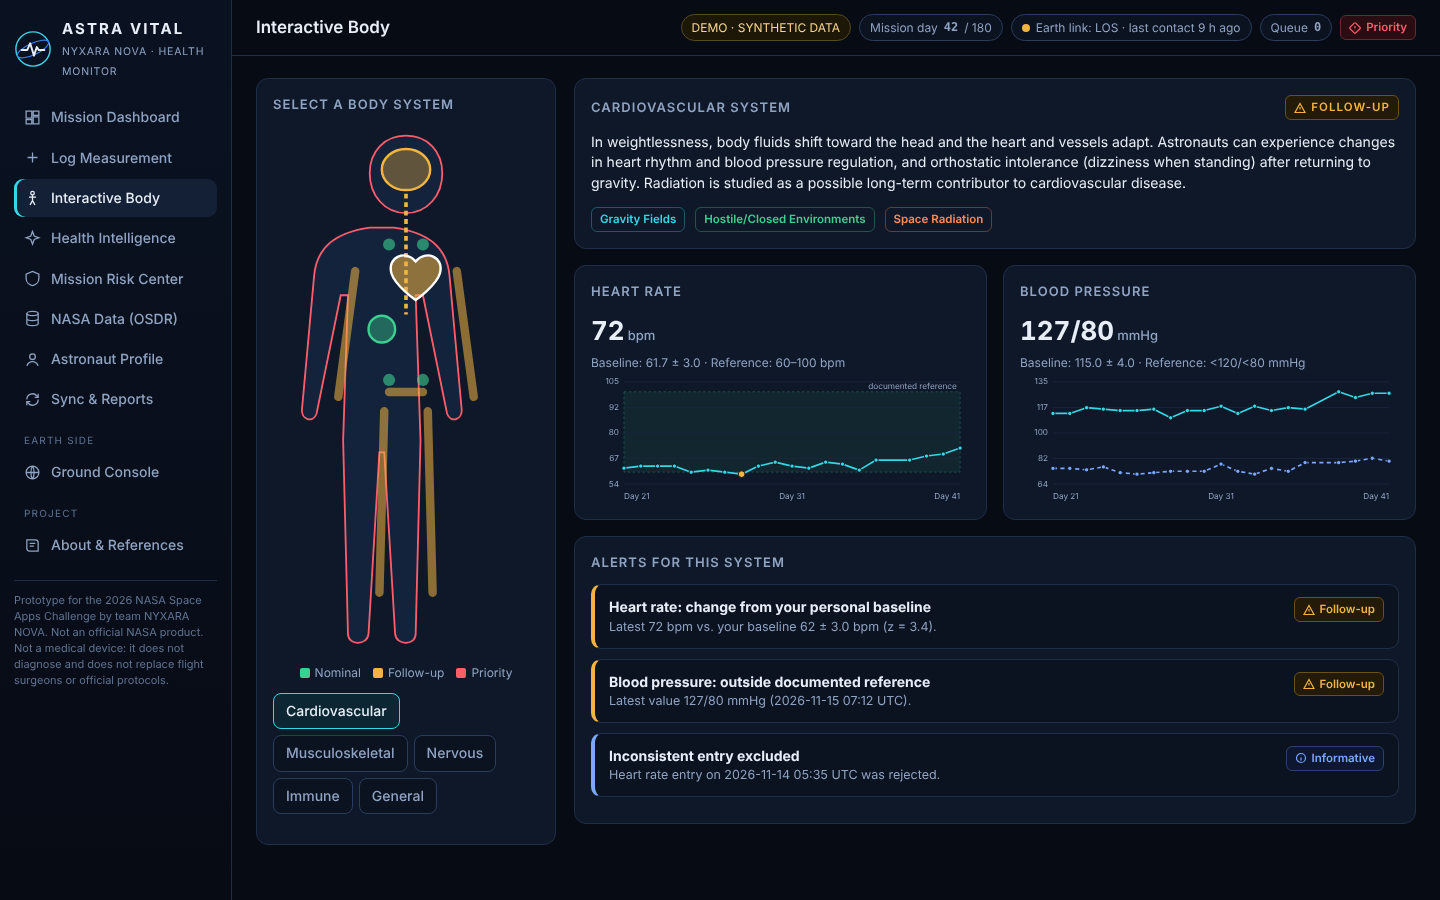 ASTRA VITAL
NYXARA NOVA · HEALTH
MONITOR
Mission Dashboard
Log Measurement
Interactive Body
Health Intelligence
Mission Risk Center
NASA Data (OSDR)
Astronaut Profile
Sync & Reports
EARTH SIDE
Ground Console
PROJECT
About & References
Prototype for the 2026 NASA Space
Apps Challenge by team NYXARA
NOVA. Not an official NASA product.
Not a medical device: it does not
diagnose and does not replace flight
surgeons or official protocols.
Interactive Body
DEMO · SYNTHETIC DATA
Mission day 42 / 180
Earth link: LOS · last contact 9 h ago
Queue 0
Priority
SELECT A BODY SYSTEM
Nominal
Follow-up
Priority
Cardiovascular
Musculoskeletal
Nervous
Immune
General
CARDIOVASCULAR SYSTEM
FOLLOW-UP
In weightlessness, body fluids shift toward the head and the heart and vessels adapt. Astronauts can experience changes
in heart rhythm and blood pressure regulation, and orthostatic intolerance (dizziness when standing) after returning to
gravity. Radiation is studied as a possible long-term contributor to cardiovascular disease.
Gravity Fields
Hostile/Closed Environments
Space Radiation
HEART RATE
72 bpm
Baseline: 61.7 ± 3.0 · Reference: 60–100 bpm
documented reference
105
92
80
67
54
Day 21
Day 31
Day 41
BLOOD PRESSURE
127/80 mmHg
Baseline: 115.0 ± 4.0 · Reference: <120/<80 mmHg
135
117
100
82
64
Day 21
Day 31
Day 41
ALERTS FOR THIS SYSTEM
Heart rate: change from your personal baseline
Latest 72 bpm vs. your baseline 62 ± 3.0 bpm (z = 3.4).
Follow-up
Blood pressure: outside documented reference
Latest value 127/80 mmHg (2026-11-15 07:12 UTC).
Follow-up
Inconsistent entry excluded
Heart rate entry on 2026-11-14 05:35 UTC was rejected.
Informative